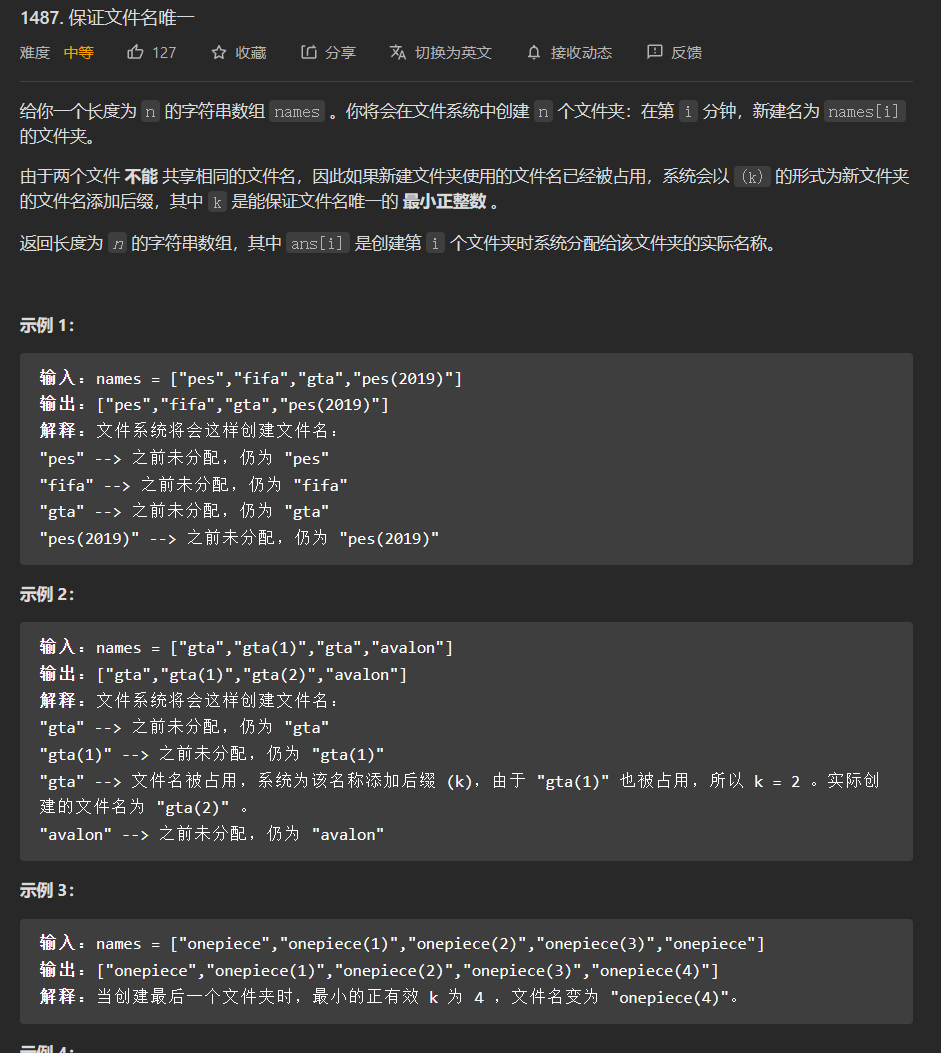 1487. 保证文件名唯一
难度 中等 127 收藏 分享 切换为英文 接收动态 反馈
给你一个长度为 n 的字符串数组 names 。你将会在文件系统中创建 n 个文件夹：在第 i 分钟，新建名为 names[i]
的文件夹。
由于两个文件 不能 共享相同的文件名，因此如果新建文件夹使用的文件名已经被占用，系统会以 (k) 的形式为新文件夹
的文件名添加后缀，其中 k 是能保证文件名唯一的 最小正整数 。
返回长度为 n 的字符串数组，其中 ans[i] 是创建第 i 个文件夹时系统分配给该文件夹的实际名称。
示例 1：
输入：names = ["pes","fifa","gta","pes(2019)"]
输出：["pes","fifa","gta","pes(2019)"]
解释：文件系统将会这样创建文件名：
"pes" --> 之前未分配，仍为 "pes"
"fifa" --> 之前未分配，仍为 "fifa"
"gta" --> 之前未分配，仍为 "gta"
"pes(2019)" --> 之前未分配，仍为 "pes(2019)"
示例 2：
输入：names = ["gta","gta(1)","gta","avalon"]
输出：["gta","gta(1)","gta(2)","avalon"]
解释：文件系统将会这样创建文件名：
"gta" --> 之前未分配，仍为 "gta"
"gta(1)" --> 之前未分配，仍为 "gta(1)"
"gta" --> 文件名被占用，系统为该名称添加后缀 (k)，由于 "gta(1)" 也被占用，所以 k = 2 。实际创
建的文件名为 "gta(2)" 。
"avalon" --> 之前未分配，仍为 "avalon"
示例 3：
输入：names = ["onepiece","onepiece(1)","onepiece(2)","onepiece(3)","onepiece"]
输出：["onepiece","onepiece(1)","onepiece(2)","onepiece(3)","onepiece(4)"]
解释：当创建最后一个文件夹时，最小的正有效 k 为 4 ，文件名变为 "onepiece(4)"。
示例 4：